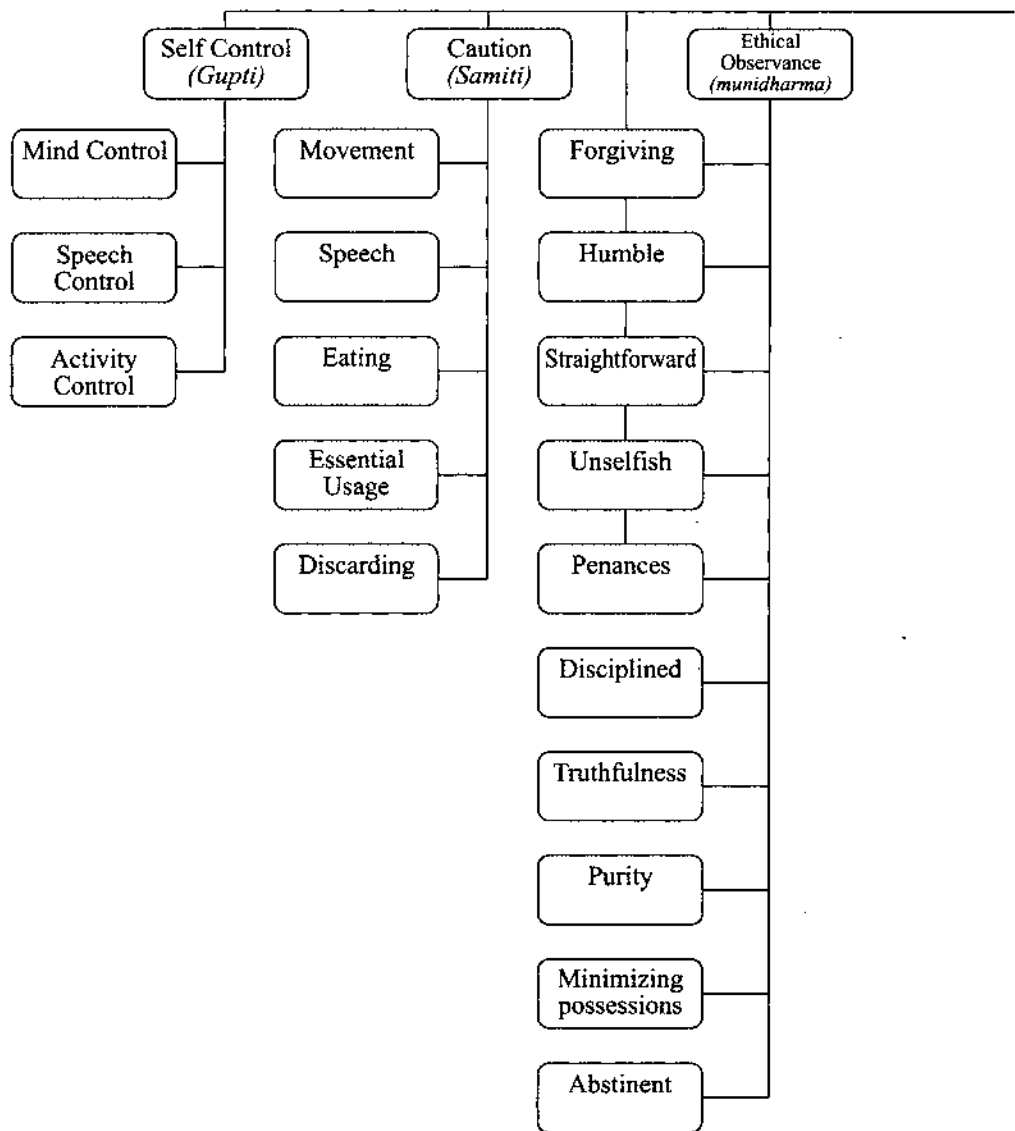 Self Control
(Gupti)
Mind Control
Speech
Control
Activity
Control
Caution
(Samiti)
Movement
Speech
Eating
Essential
Usage
Discarding
Ethical
Observance
(munidharma)
Forgiving
Humble
Straightforward
Unselfish
Penances
Disciplined
Truthfulness
Purity
Minimizing
possessions
Abstinent